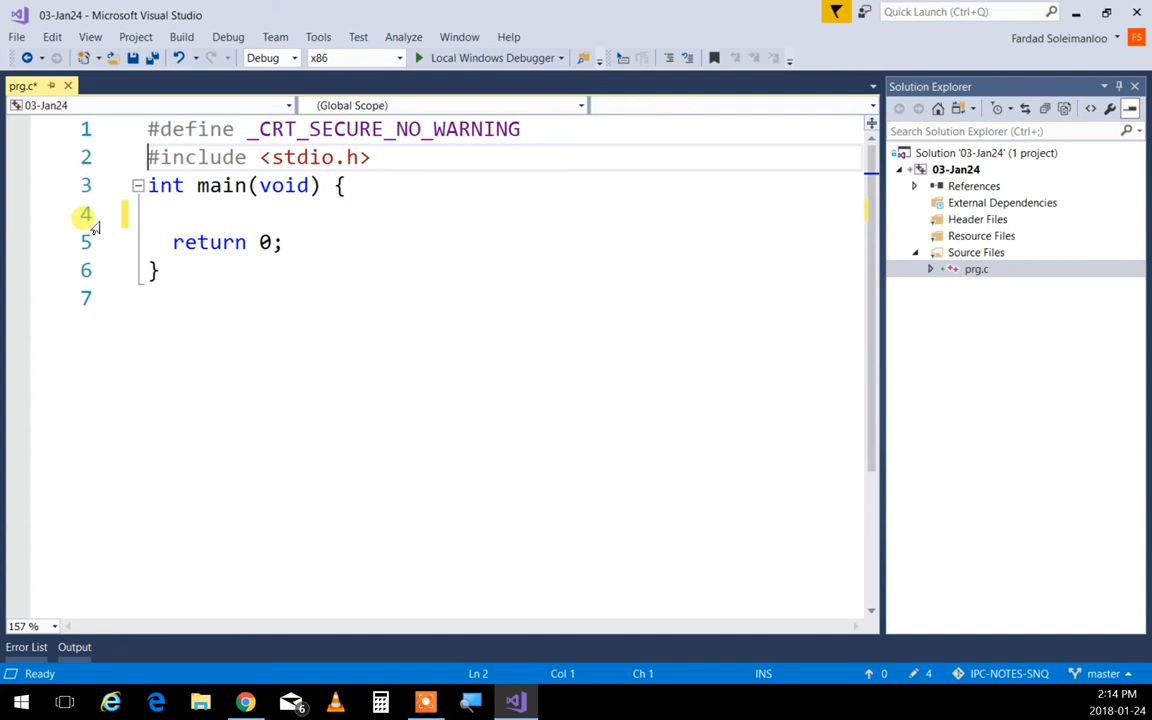 03-Jan24 - Microsoft Visual Studio
Quick Launch (Ctrl+Q)
File Edit View Project Build Debug Team Tools Test Analyze Window Help
Fardad Soleimanloo FS
Debug x86 Local Windows Debugger
prg.c*
Solution Explorer
03-Jan24 (Global Scope)
Search Solution Explorer (Ctrl+;)
Solution '03-Jan24' (1 project)
03-Jan24
References
External Dependencies
Header Files
Resource Files
Source Files
prg.c
1 #define _CRT_SECURE_NO_WARNING
2 #include <stdio.h>
3 int main(void) {
4
5 return 0;
6 }
7
157 %
Error List Output
Ready Ln 2 Col 1 Ch 1 INS 0 4 IPC-NOTES-SNQ master
6
2:14 PM
2018-01-24